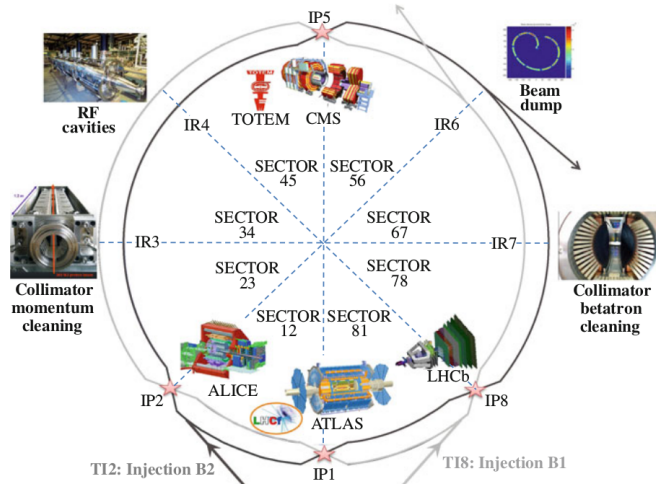 IP5
RF
cavities
IR4
TOTEM
TOTEM
CMS
IR6
Beam
dump
SECTOR
45
SECTOR
56
SECTOR
34
SECTOR
67
IR3
IR7
Collimator
momentum
cleaning
SECTOR
23
SECTOR
78
Collimator
betatron
cleaning
SECTOR
12
SECTOR
81
ALICE
LHCb
IP2
IP8
LHCf
ATLAS
TI2: Injection B2
TI8: Injection B1
IP1